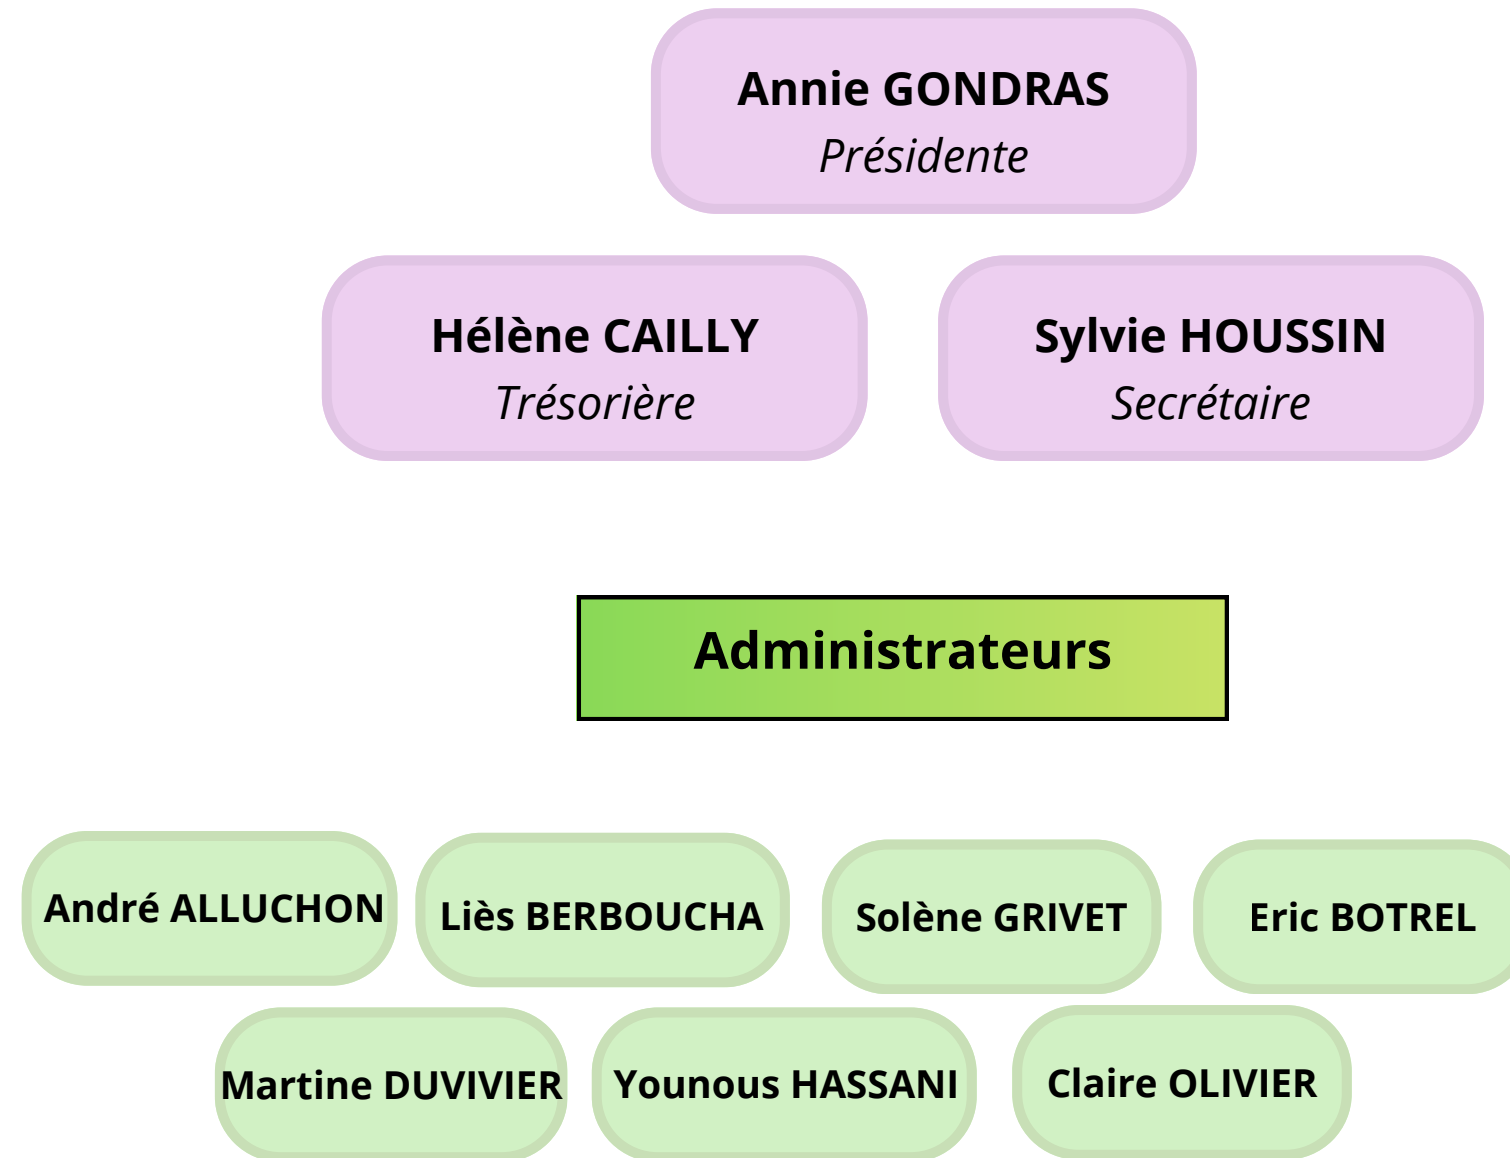 Annie GONDRAS
Présidente
Hélène CAILLY
Trésorière
Sylvie HOUSSIN
Secrétaire
Administrateurs
André ALLUCHON
Liès BERBOUCHA
Solène GRIVET
Eric BOTREL
Martine DUVIVIER
Younous HASSANI
Claire OLIVIER